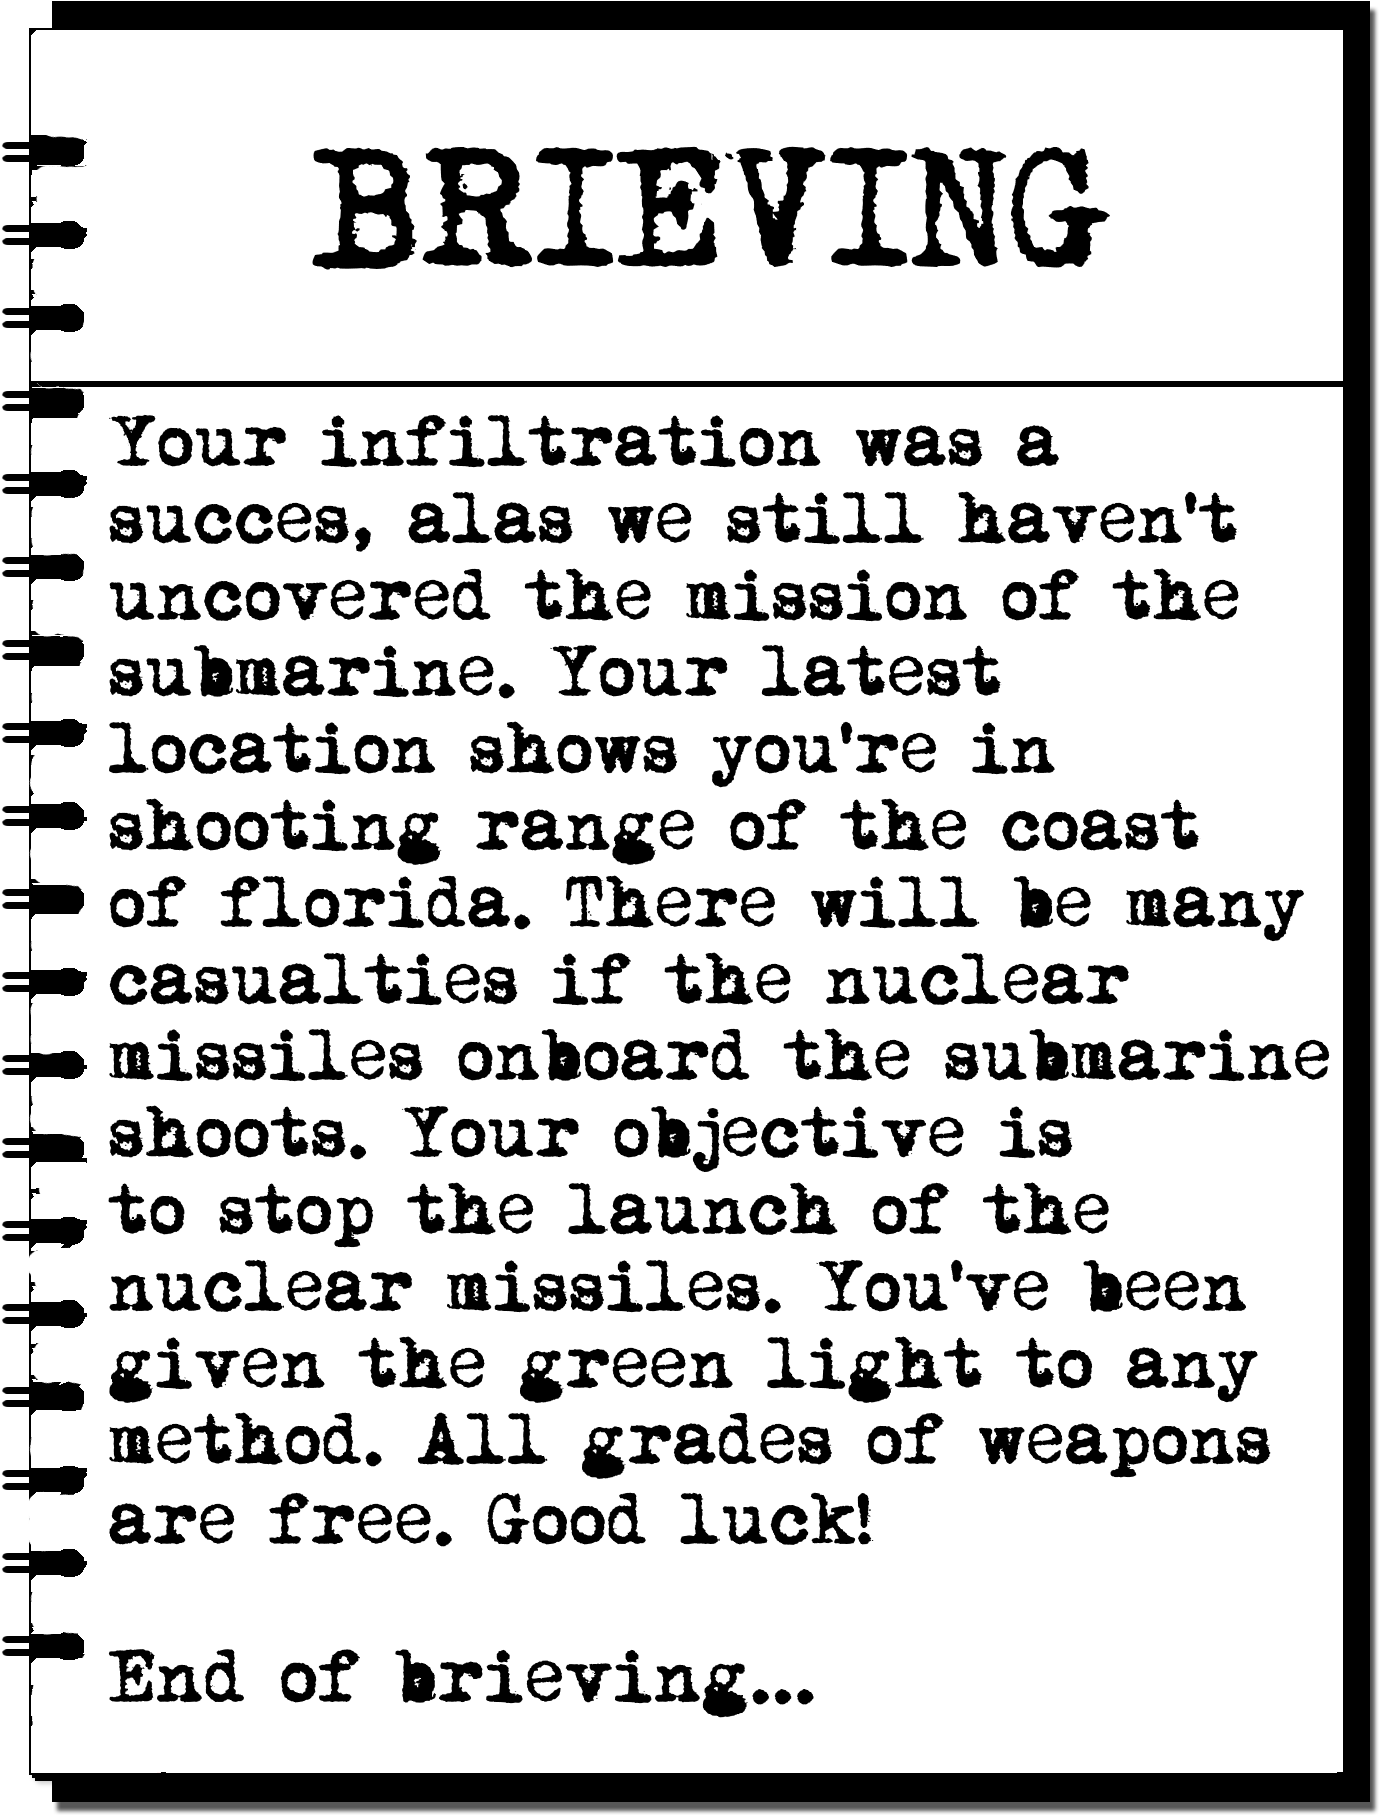 BRIEVING
Your infiltration was a
succes, alas we still haven't
uncovered the mission of the
submarine. Your latest
location shows you're in
shooting range of the coast
of florida. There will be many
casualties if the nuclear
missiles onboard the submarine
shoots. Your objective is
to stop the launch of the
nuclear missiles. You've been
given the green light to any
method. All grades of weapons
are free. Good luck!
End of brieving...